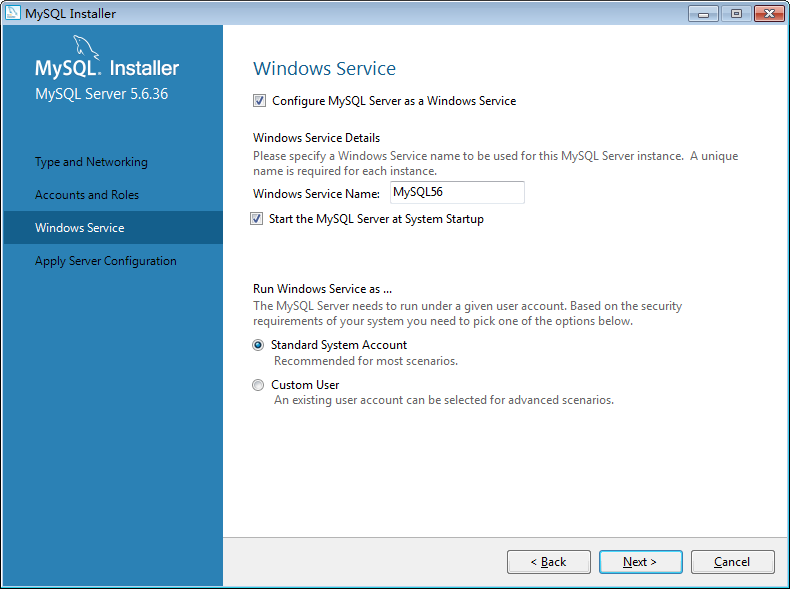 MySQL Installer
MySQL. Installer
MySQL Server 5.6.36
Type and Networking
Accounts and Roles
Windows Service
Apply Server Configuration
Windows Service
Configure MySQL Server as a Windows Service
Windows Service Details
Please specify a Windows Service name to be used for this MySQL Server instance. A unique
name is required for each instance.
Windows Service Name: MySQL56
Start the MySQL Server at System Startup
Run Windows Service as ...
The MySQL Server needs to run under a given user account. Based on the security
requirements of your system you need to pick one of the options below.
Standard System Account
Recommended for most scenarios.
Custom User
An existing user account can be selected for advanced scenarios.
< Back
Next >
Cancel